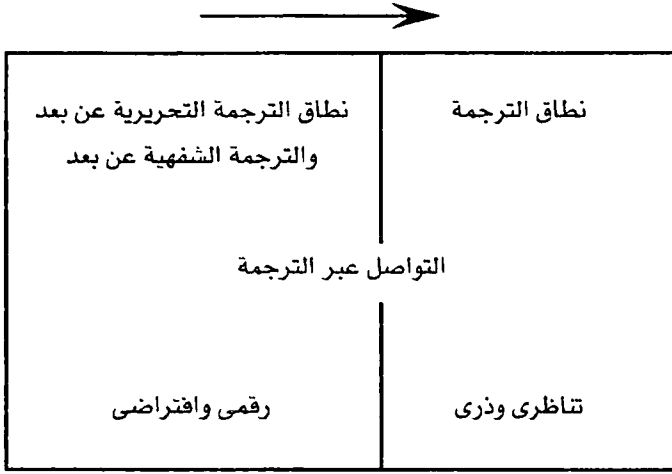 نطاق الترجمة
نطاق الترجمة التحريرية عن بعد
والترجمة الشفهية عن بعد
التواصل عبر الترجمة
تناظرى وذرى
رقمى وافتراضى